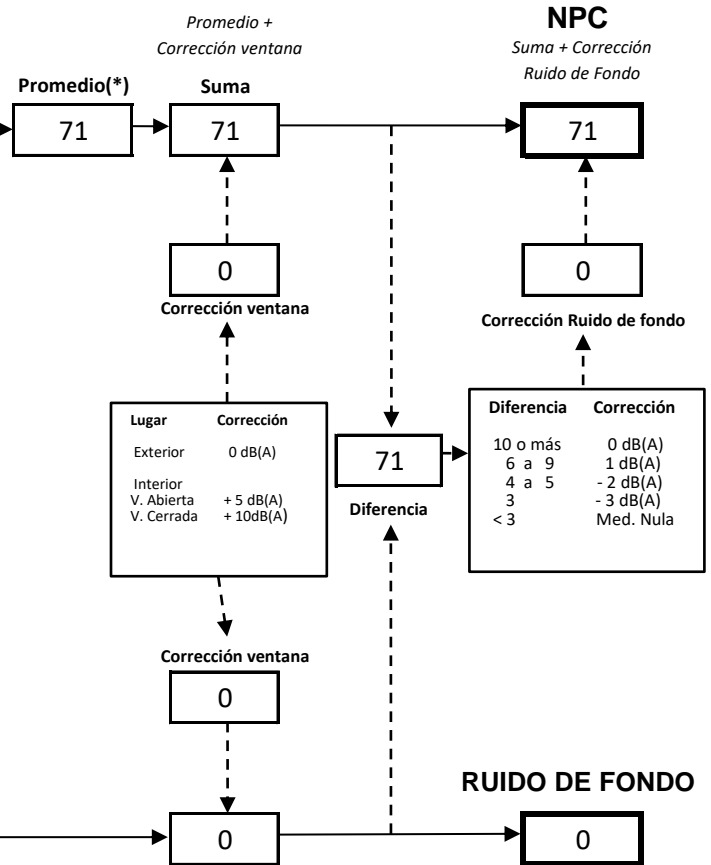 Promedio +
Corrección ventana
NPC
Suma + Corrección
Ruido de Fondo
Promedio(*)
Suma
71
71
71
0
0
Corrección ventana
Corrección Ruido de fondo
Lugar Corrección
Exterior 0 dB(A)
Interior
V. Abierta + 5 dB(A)
V. Cerrada + 10dB(A)
71
Diferencia
Diferencia Corrección
10 o más 0 dB(A)
6 a 9 1 dB(A)
4 a 5 - 2 dB(A)
3 - 3 dB(A)
< 3 Med. Nula
Corrección ventana
0
RUIDO DE FONDO
0
0